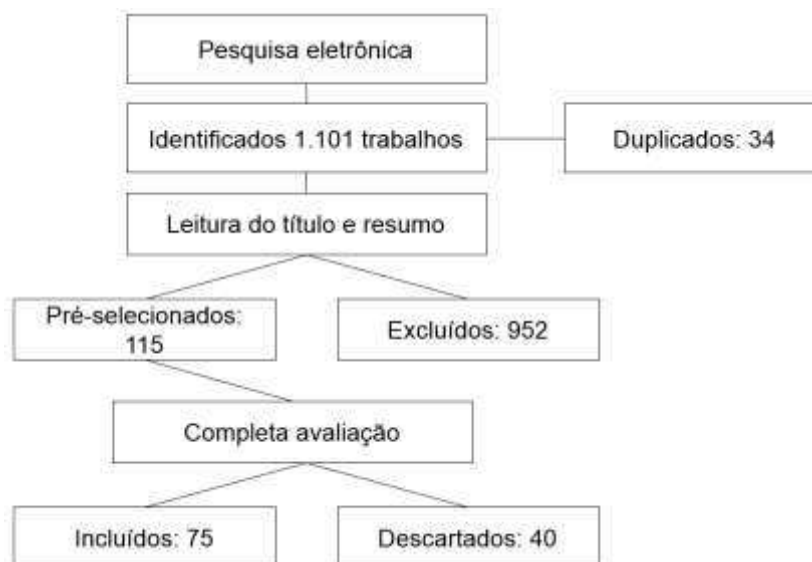 Pesquisa eletrônica
Identificados 1.101 trabalhos
Duplicados: 34
Leitura do título e resumo
Pré-selecionados:
115
Excluídos: 952
Completa avaliação
Incluídos: 75
Descartados: 40